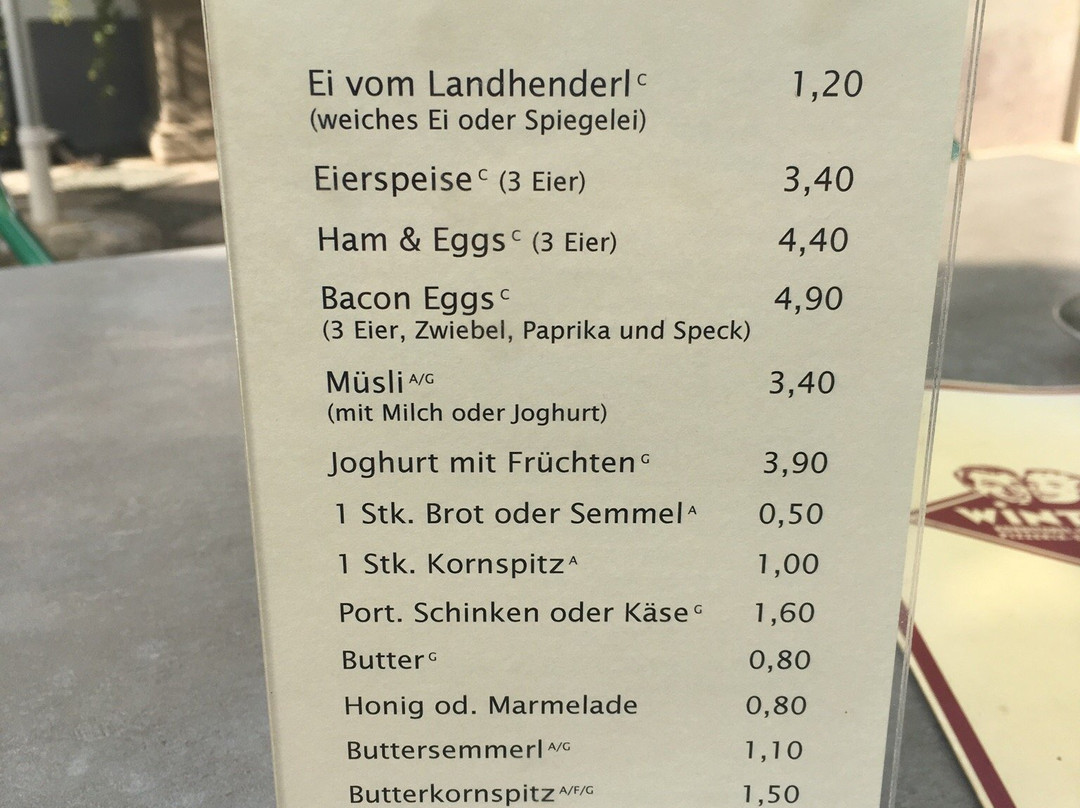 Ei vom Landhenderl C 1,20
(weiches Ei oder Spiegelei)
Eierspeise C (3 Eier) 3,40
Ham & Eggs C (3 Eier) 4,40
Bacon Eggs C 4,90
(3 Eier, Zwiebel, Paprika und Speck)
Müsli A/G 3,40
(mit Milch oder Joghurt)
Joghurt mit Früchten G 3,90
1 Stk. Brot oder Semmel A 0,50
1 Stk. Kornspitz A 1,00
Port. Schinken oder Käse G 1,60
Butter G 0,80
Honig od. Marmelade 0,80
Buttersemmerl A/G 1,10
Butterkornspitz A/F/G 1,50